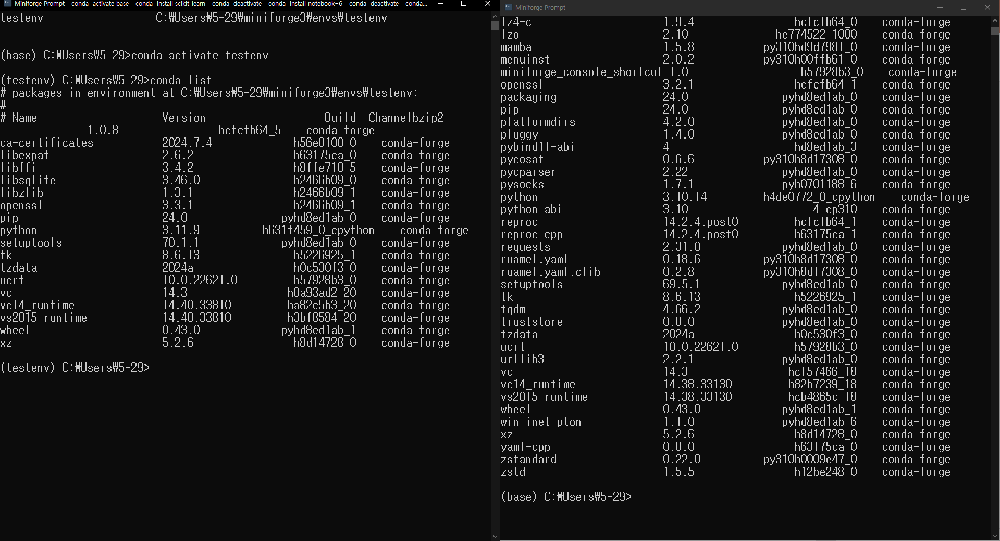 Miniforge Prompt - conda  activate base - conda  install scikit-learn - conda  deactivate - conda  install notebook=6 - conda  deactivate - conda...
testenv                  C:₩Users₩5-29₩miniforge3₩envs₩testenv
(base) C:₩Users₩5-29>conda activate testenv
(testenv) C:₩Users₩5-29>conda list
# packages in environment at C:₩Users₩5-29₩miniforge3₩envs₩testenv:
#
# Name                    Version                   Build  Channelbzip2
1.0.8                hcfcfb64_5    conda-forge
ca-certificates           2024.7.4             h56e8100_0    conda-forge
libexpat                  2.6.2                h63175ca_0    conda-forge
libffi                    3.4.2                h8ffe710_5    conda-forge
libsqlite                 3.46.0               h2466b09_0    conda-forge
libzlib                   1.3.1                h2466b09_1    conda-forge
openssl                   3.3.1                h2466b09_1    conda-forge
pip                       24.0               pyhd8ed1ab_0    conda-forge
python                    3.11.9          h631f459_0_cpython    conda-forge
setuptools                70.1.1             pyhd8ed1ab_0    conda-forge
tk                        8.6.13               h5226925_1    conda-forge
tzdata                    2024a                h0c530f3_0    conda-forge
ucrt                      10.0.22621.0         h57928b3_0    conda-forge
vc                        14.3                h8a93ad2_20    conda-forge
vc14_runtime              14.40.33810         ha82c5b3_20    conda-forge
vs2015_runtime            14.40.33810         h3bf8584_20    conda-forge
wheel                     0.43.0             pyhd8ed1ab_1    conda-forge
xz                        5.2.6                h8d14728_0    conda-forge
(testenv) C:₩Users₩5-29>
Miniforge Prompt
lz4-c                     1.9.4                hcfcfb64_0    conda-forge
lzo                       2.10              he774522_1000    conda-forge
mamba                     1.5.8           py310hd9d798f_0    conda-forge
menuinst                  2.0.2           py310h00ffb61_0    conda-forge
miniforge_console_shortcut 1.0                  h57928b3_0    conda-forge
openssl                   3.2.1                hcfcfb64_1    conda-forge
packaging                 24.0               pyhd8ed1ab_0    conda-forge
pip                       24.0               pyhd8ed1ab_0    conda-forge
platformdirs              4.2.0              pyhd8ed1ab_0    conda-forge
pluggy                    1.4.0              pyhd8ed1ab_0    conda-forge
pybind11-abi              4                    hd8ed1ab_3    conda-forge
pycosat                   0.6.6           py310h8d17308_0    conda-forge
pycparser                 2.22               pyhd8ed1ab_0    conda-forge
pysocks                   1.7.1              pyh0701188_6    conda-forge
python                    3.10.14         h4de0772_0_cpython    conda-forge
python_abi                3.10                    4_cp310    conda-forge
reproc                    14.2.4.post0         hcfcfb64_1    conda-forge
reproc-cpp                14.2.4.post0         h63175ca_1    conda-forge
requests                  2.31.0             pyhd8ed1ab_0    conda-forge
ruamel.yaml               0.18.6          py310h8d17308_0    conda-forge
ruamel.yaml.clib          0.2.8           py310h8d17308_0    conda-forge
setuptools                69.5.1             pyhd8ed1ab_0    conda-forge
tk                        8.6.13               h5226925_1    conda-forge
tqdm                      4.66.2             pyhd8ed1ab_0    conda-forge
truststore                0.8.0              pyhd8ed1ab_0    conda-forge
tzdata                    2024a                h0c530f3_0    conda-forge
ucrt                      10.0.22621.0         h57928b3_0    conda-forge
urllib3                   2.2.1              pyhd8ed1ab_0    conda-forge
vc                        14.3                hcf57466_18    conda-forge
vc14_runtime              14.38.33130         h82b7239_18    conda-forge
vs2015_runtime            14.38.33130         hcb4865c_18    conda-forge
wheel                     0.43.0             pyhd8ed1ab_1    conda-forge
win_inet_pton             1.1.0              pyhd8ed1ab_6    conda-forge
xz                        5.2.6                h8d14728_0    conda-forge
yaml-cpp                  0.8.0                h63175ca_0    conda-forge
zstandard                 0.22.0          py310h0009e47_0    conda-forge
zstd                      1.5.5                h12be248_0    conda-forge
(base) C:₩Users₩5-29>